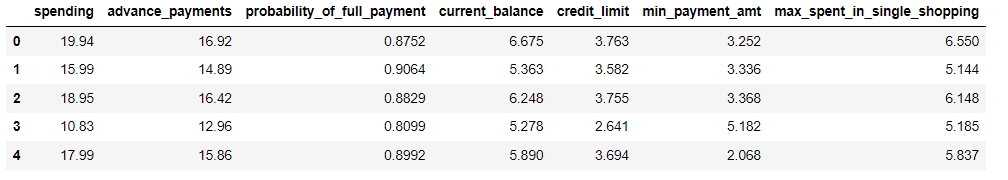 spending advance_payments probability_of_full_payment current_balance credit_limit min_payment_amt max_spent_in_single_shopping
0 19.94 16.92 0.8752 6.675 3.763 3.252 6.550
1 15.99 14.89 0.9064 5.363 3.582 3.336 5.144
2 18.95 16.42 0.8829 6.248 3.755 3.368 6.148
3 10.83 12.96 0.8099 5.278 2.641 5.182 5.185
4 17.99 15.86 0.8992 5.890 3.694 2.068 5.837